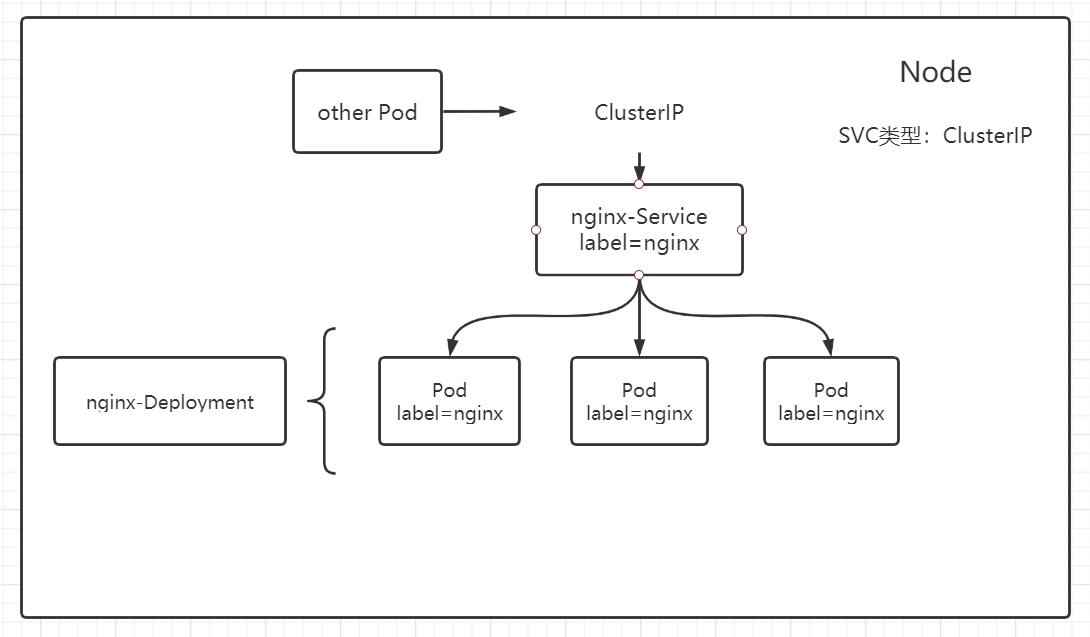 Node
other Pod
ClusterIP
SVC类型：ClusterIP
nginx-Service
label=nginx
nginx-Deployment
Pod
label=nginx
Pod
label=nginx
Pod
label=nginx